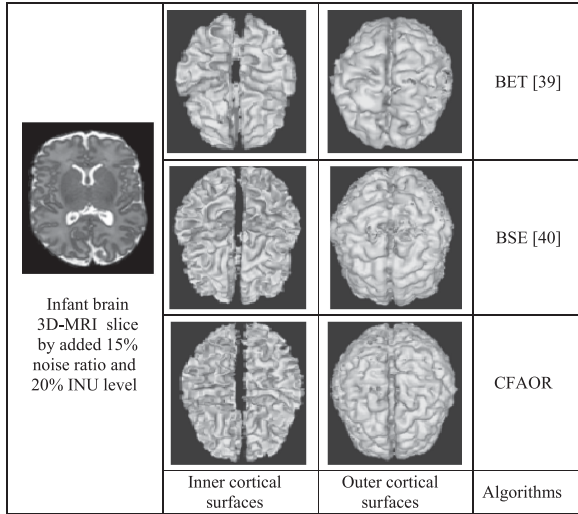 BET [39]
BSE [40]
Infant brain
3D-MRI slice
by added 15%
noise ratio and
20% INU level
CFAOR
Inner cortical
surfaces
Outer cortical
surfaces
Algorithms